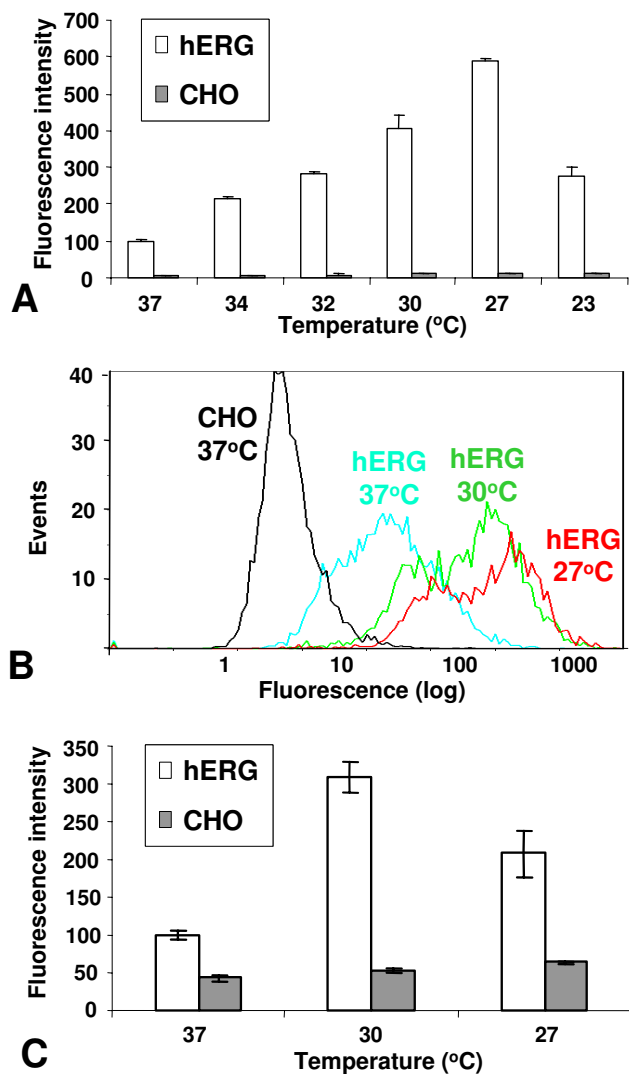 700
600
500
400
300
200
100
0
Fluorescence intensity
hERG
CHO
37 34 32 30 27 23
Temperature (ºC)
A
40
30
20
10
Events
CHO
37ºC
hERG
37ºC
hERG
30ºC
hERG
27ºC
1 10 100 1000
Fluorescence (log)
B
350
300
250
200
150
100
50
0
Fluorescence intensity
hERG
CHO
37 30 27
Temperature (ºC)
C